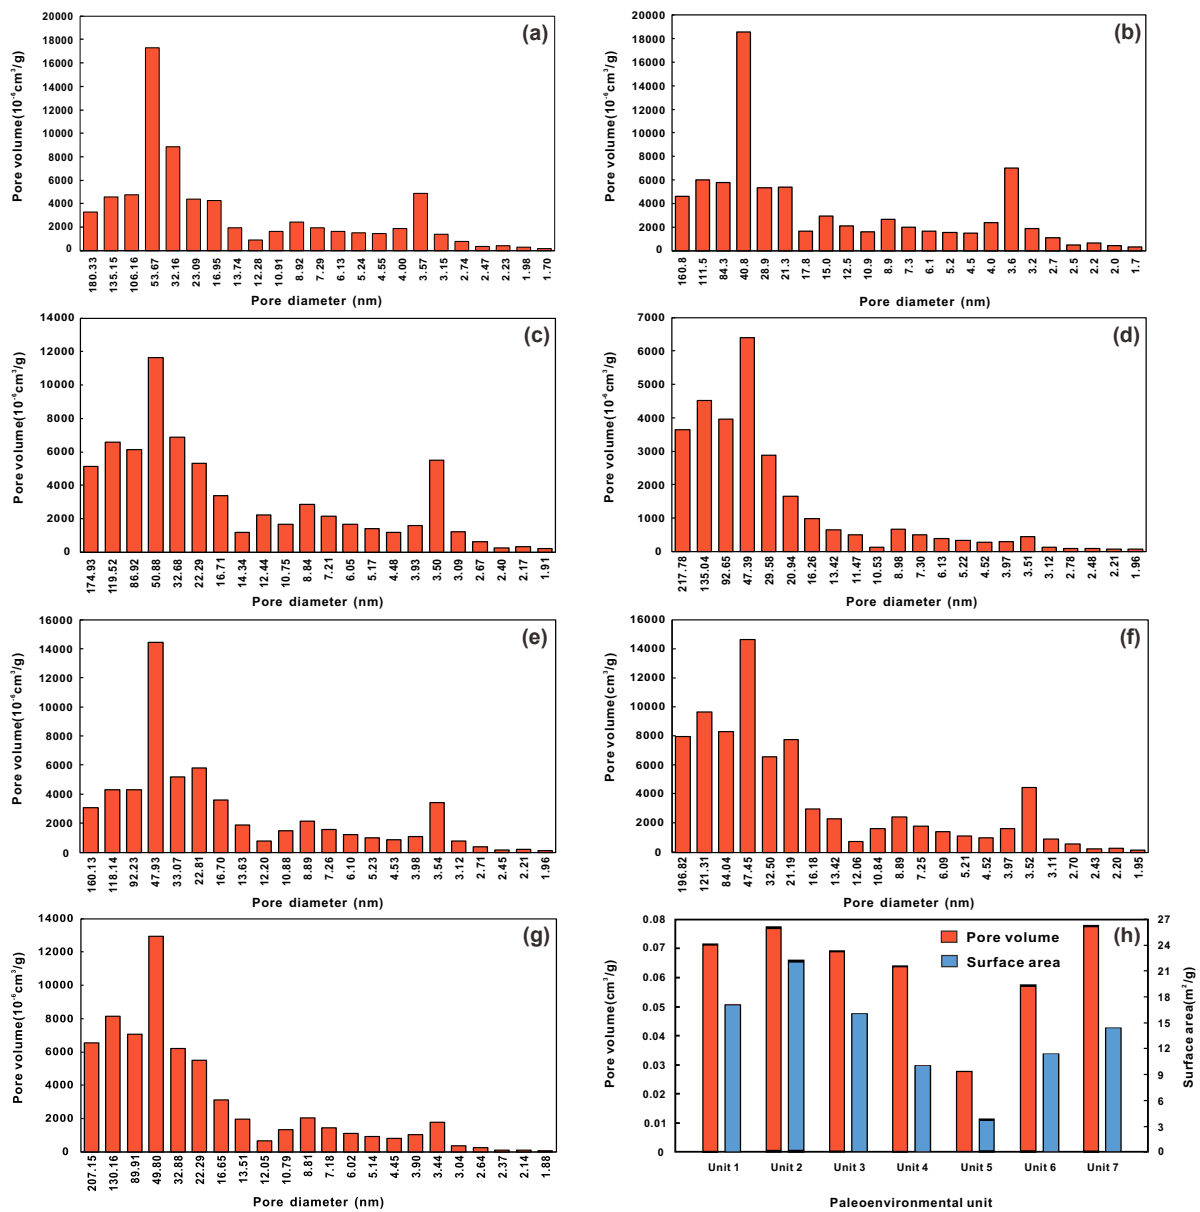 (a)
Pore volume(10⁻⁶cm³/g)
20000
18000
16000
14000
12000
10000
8000
6000
4000
2000
0
180.33 135.15 106.16 53.67 32.16 23.09 16.95 13.74 12.28 10.91 8.92 7.29 6.13 5.24 4.55 4.00 3.57 3.15 2.74 2.47 2.23 1.98 1.70
Pore diameter (nm)
(b)
Pore volume(10⁻⁶cm³/g)
20000
18000
16000
14000
12000
10000
8000
6000
4000
2000
0
160.8 111.5 84.3 40.8 28.9 21.3 17.8 15.0 12.5 10.9 8.9 7.3 6.1 5.2 4.5 4.0 3.6 3.2 2.7 2.5 2.2 2.0 1.7
Pore diameter (nm)
(c)
Pore volume(10⁻⁶cm³/g)
14000
12000
10000
8000
6000
4000
2000
0
174.93 119.52 86.92 50.88 32.68 22.29 16.71 14.34 12.44 10.75 8.84 7.21 6.05 5.17 4.48 3.93 3.50 3.09 2.67 2.40 2.17 1.91
Pore diameter (nm)
(d)
Pore volume(10⁻⁶cm³/g)
7000
6000
5000
4000
3000
2000
1000
0
217.78 135.04 92.65 47.39 29.58 20.94 16.26 13.42 11.47 10.53 8.98 7.30 6.13 5.22 4.52 3.97 3.51 3.12 2.78 2.48 2.21 1.96
Pore diameter (nm)
(e)
Pore volume(10⁻⁶cm³/g)
16000
14000
12000
10000
8000
6000
4000
2000
0
160.13 118.14 92.23 47.93 33.07 22.81 16.70 13.63 12.20 10.88 8.89 7.26 6.10 5.23 4.53 3.98 3.54 3.12 2.71 2.45 2.21 1.96
Pore diameter (nm)
(f)
Pore volume(cm³/g)
16000
14000
12000
10000
8000
6000
4000
2000
0
196.82 121.31 84.04 47.45 32.50 21.19 16.18 13.42 12.06 10.84 8.89 7.25 6.09 5.21 4.52 3.97 3.52 3.11 2.70 2.43 2.20 1.95
Pore diameter (nm)
(g)
Pore volume(10⁻⁶cm³/g)
14000
12000
10000
8000
6000
4000
2000
0
207.15 130.16 89.91 49.80 32.88 22.29 16.65 13.51 12.05 10.79 8.81 7.18 6.02 5.14 4.45 3.90 3.44 3.04 2.64 2.37 2.14 1.88
Pore diameter (nm)
(h)
Pore volume
Surface area
Pore volume(cm³/g)
0.08
0.07
0.06
0.05
0.04
0.03
0.02
0.01
0
27
24
21
18
15
12
9
6
3
0
Surface area(m²/g)
Unit 1 Unit 2 Unit 3 Unit 4 Unit 5 Unit 6 Unit 7
Paleoenvironmental unit